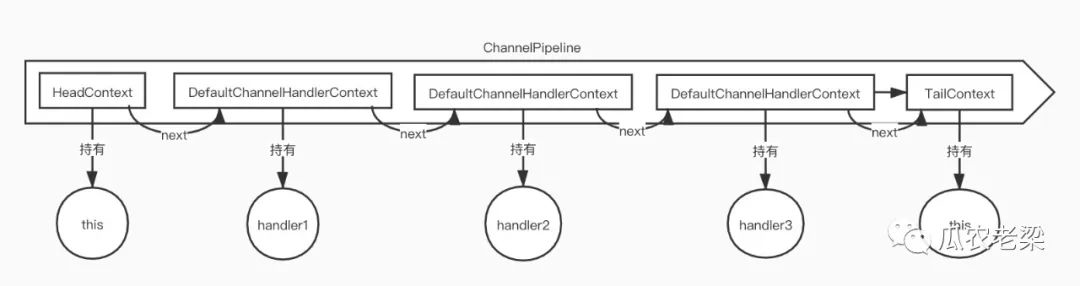 ChannelPipeline
HeadContext
DefaultChannelHandlerContext
DefaultChannelHandlerContext
DefaultChannelHandlerContext
TailContext
next
next
next
next
持有
持有
持有
持有
持有
this
handler1
handler2
handler3
this
瓜农老梁